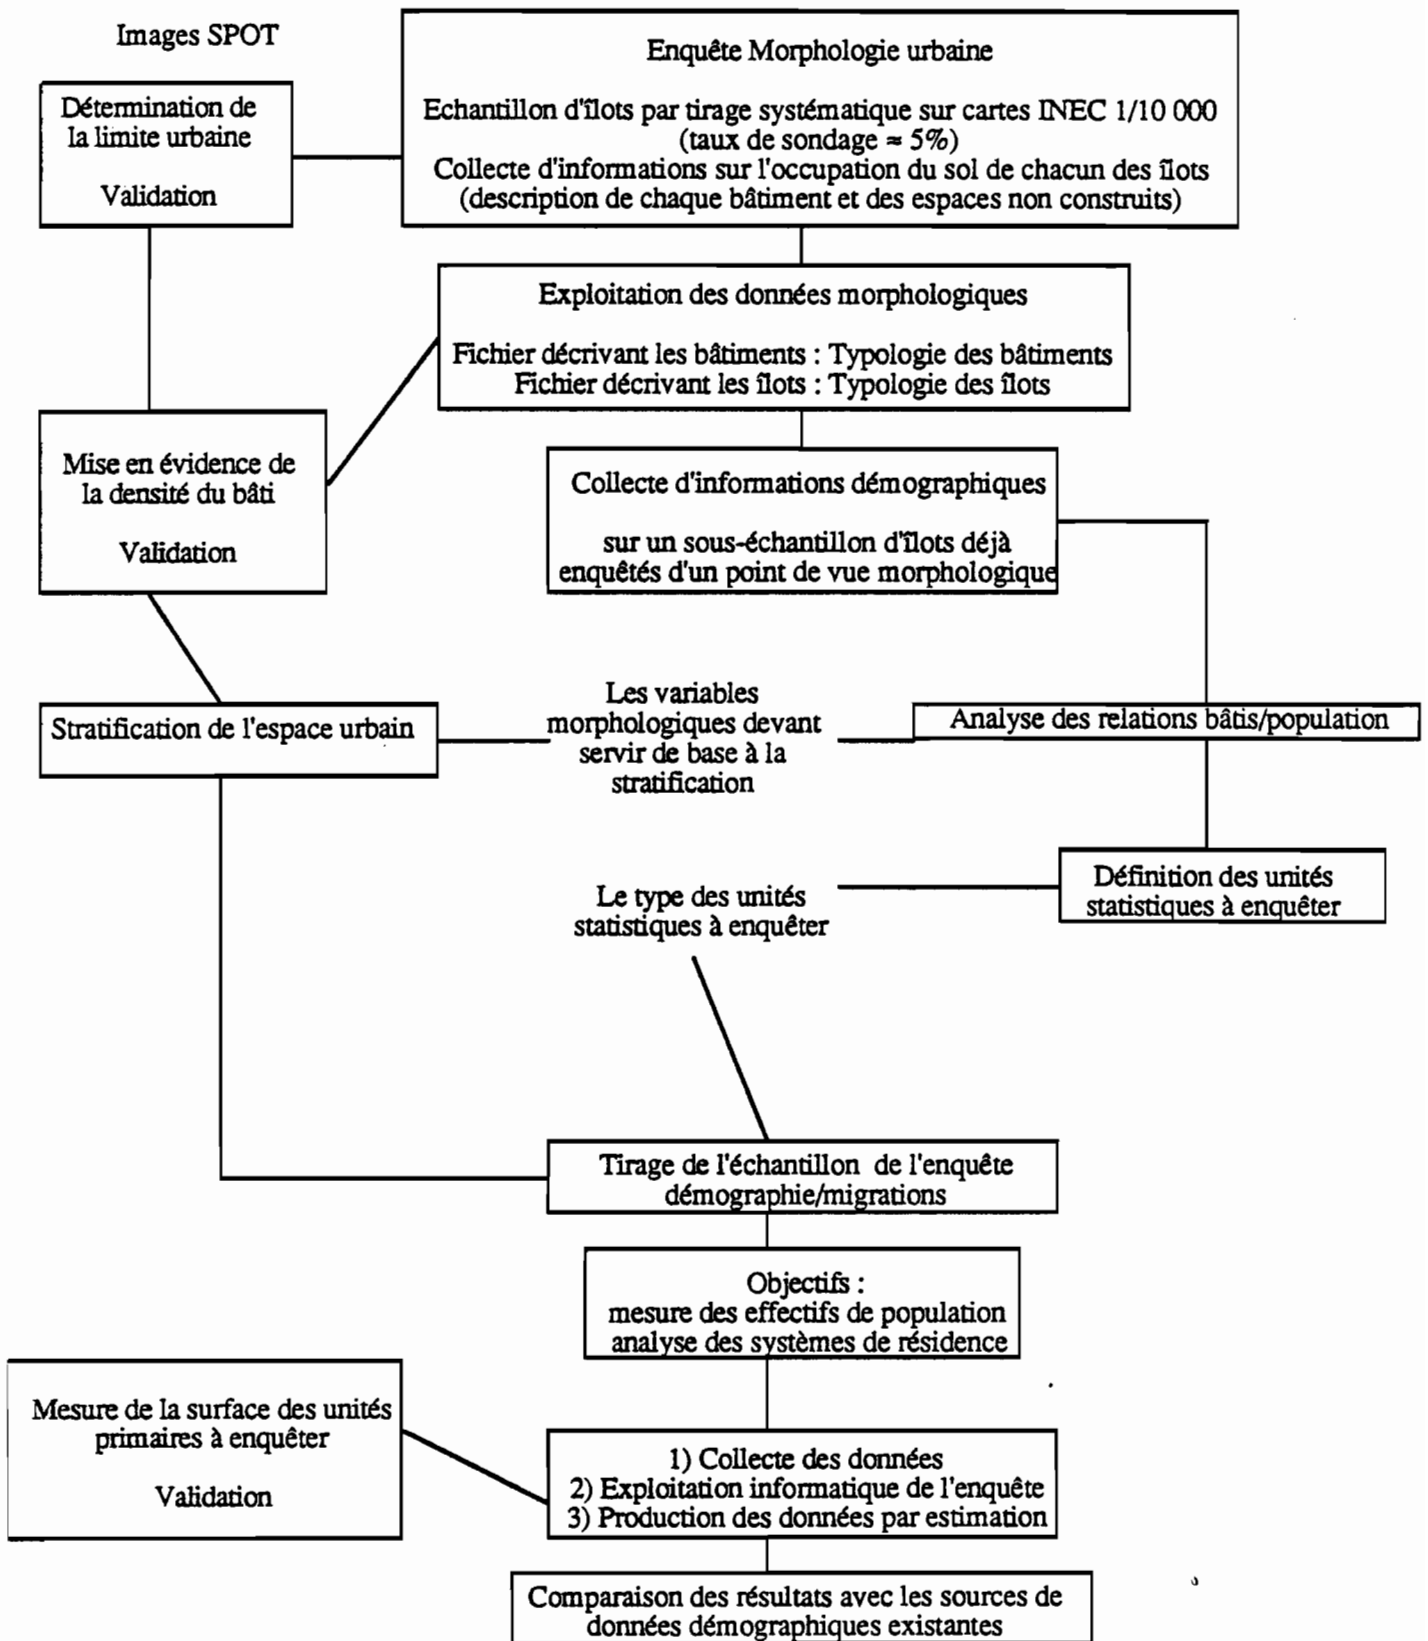 Images SPOT
Détermination de
la limite urbaine
Validation
Enquête Morphologie urbaine
Echantillon d'îlots par tirage systématique sur cartes INEC 1/10 000
(taux de sondage ≈ 5%)
Collecte d'informations sur l'occupation du sol de chacun des îlots
(description de chaque bâtiment et des espaces non construits)
Exploitation des données morphologiques
Fichier décrivant les bâtiments : Typologie des bâtiments
Fichier décrivant les îlots : Typologie des îlots
Mise en évidence de
la densité du bâti
Validation
Collecte d'informations démographiques
sur un sous-échantillon d'îlots déjà
enquêtés d'un point de vue morphologique
Stratification de l'espace urbain
Les variables
morphologiques devant
servir de base à la
stratification
Analyse des relations bâtis/population
Définition des unités
statistiques à enquêter
Le type des unités
statistiques à enquêter
Tirage de l'échantillon de l'enquête
démographie/migrations
Objectifs :
mesure des effectifs de population
analyse des systèmes de résidence
Mesure de la surface des unités
primaires à enquêter
Validation
1) Collecte des données
2) Exploitation informatique de l'enquête
3) Production des données par estimation
Comparaison des résultats avec les sources de
données démographiques existantes